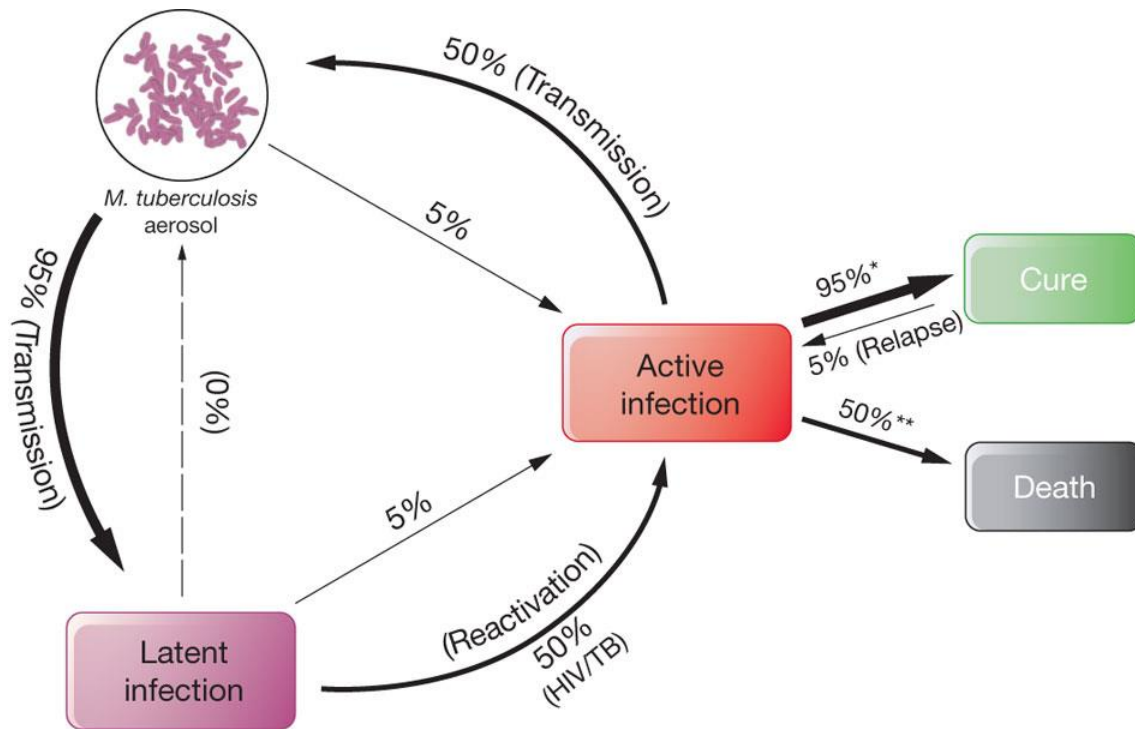 50% (Transmission)
M. tuberculosis
aerosol
5%
95% (Transmission)
(0%)
95%*
Cure
5% (Relapse)
Active
infection
50%**
Death
5%
(Reactivation)
50%
(HIV/TB)
Latent
infection